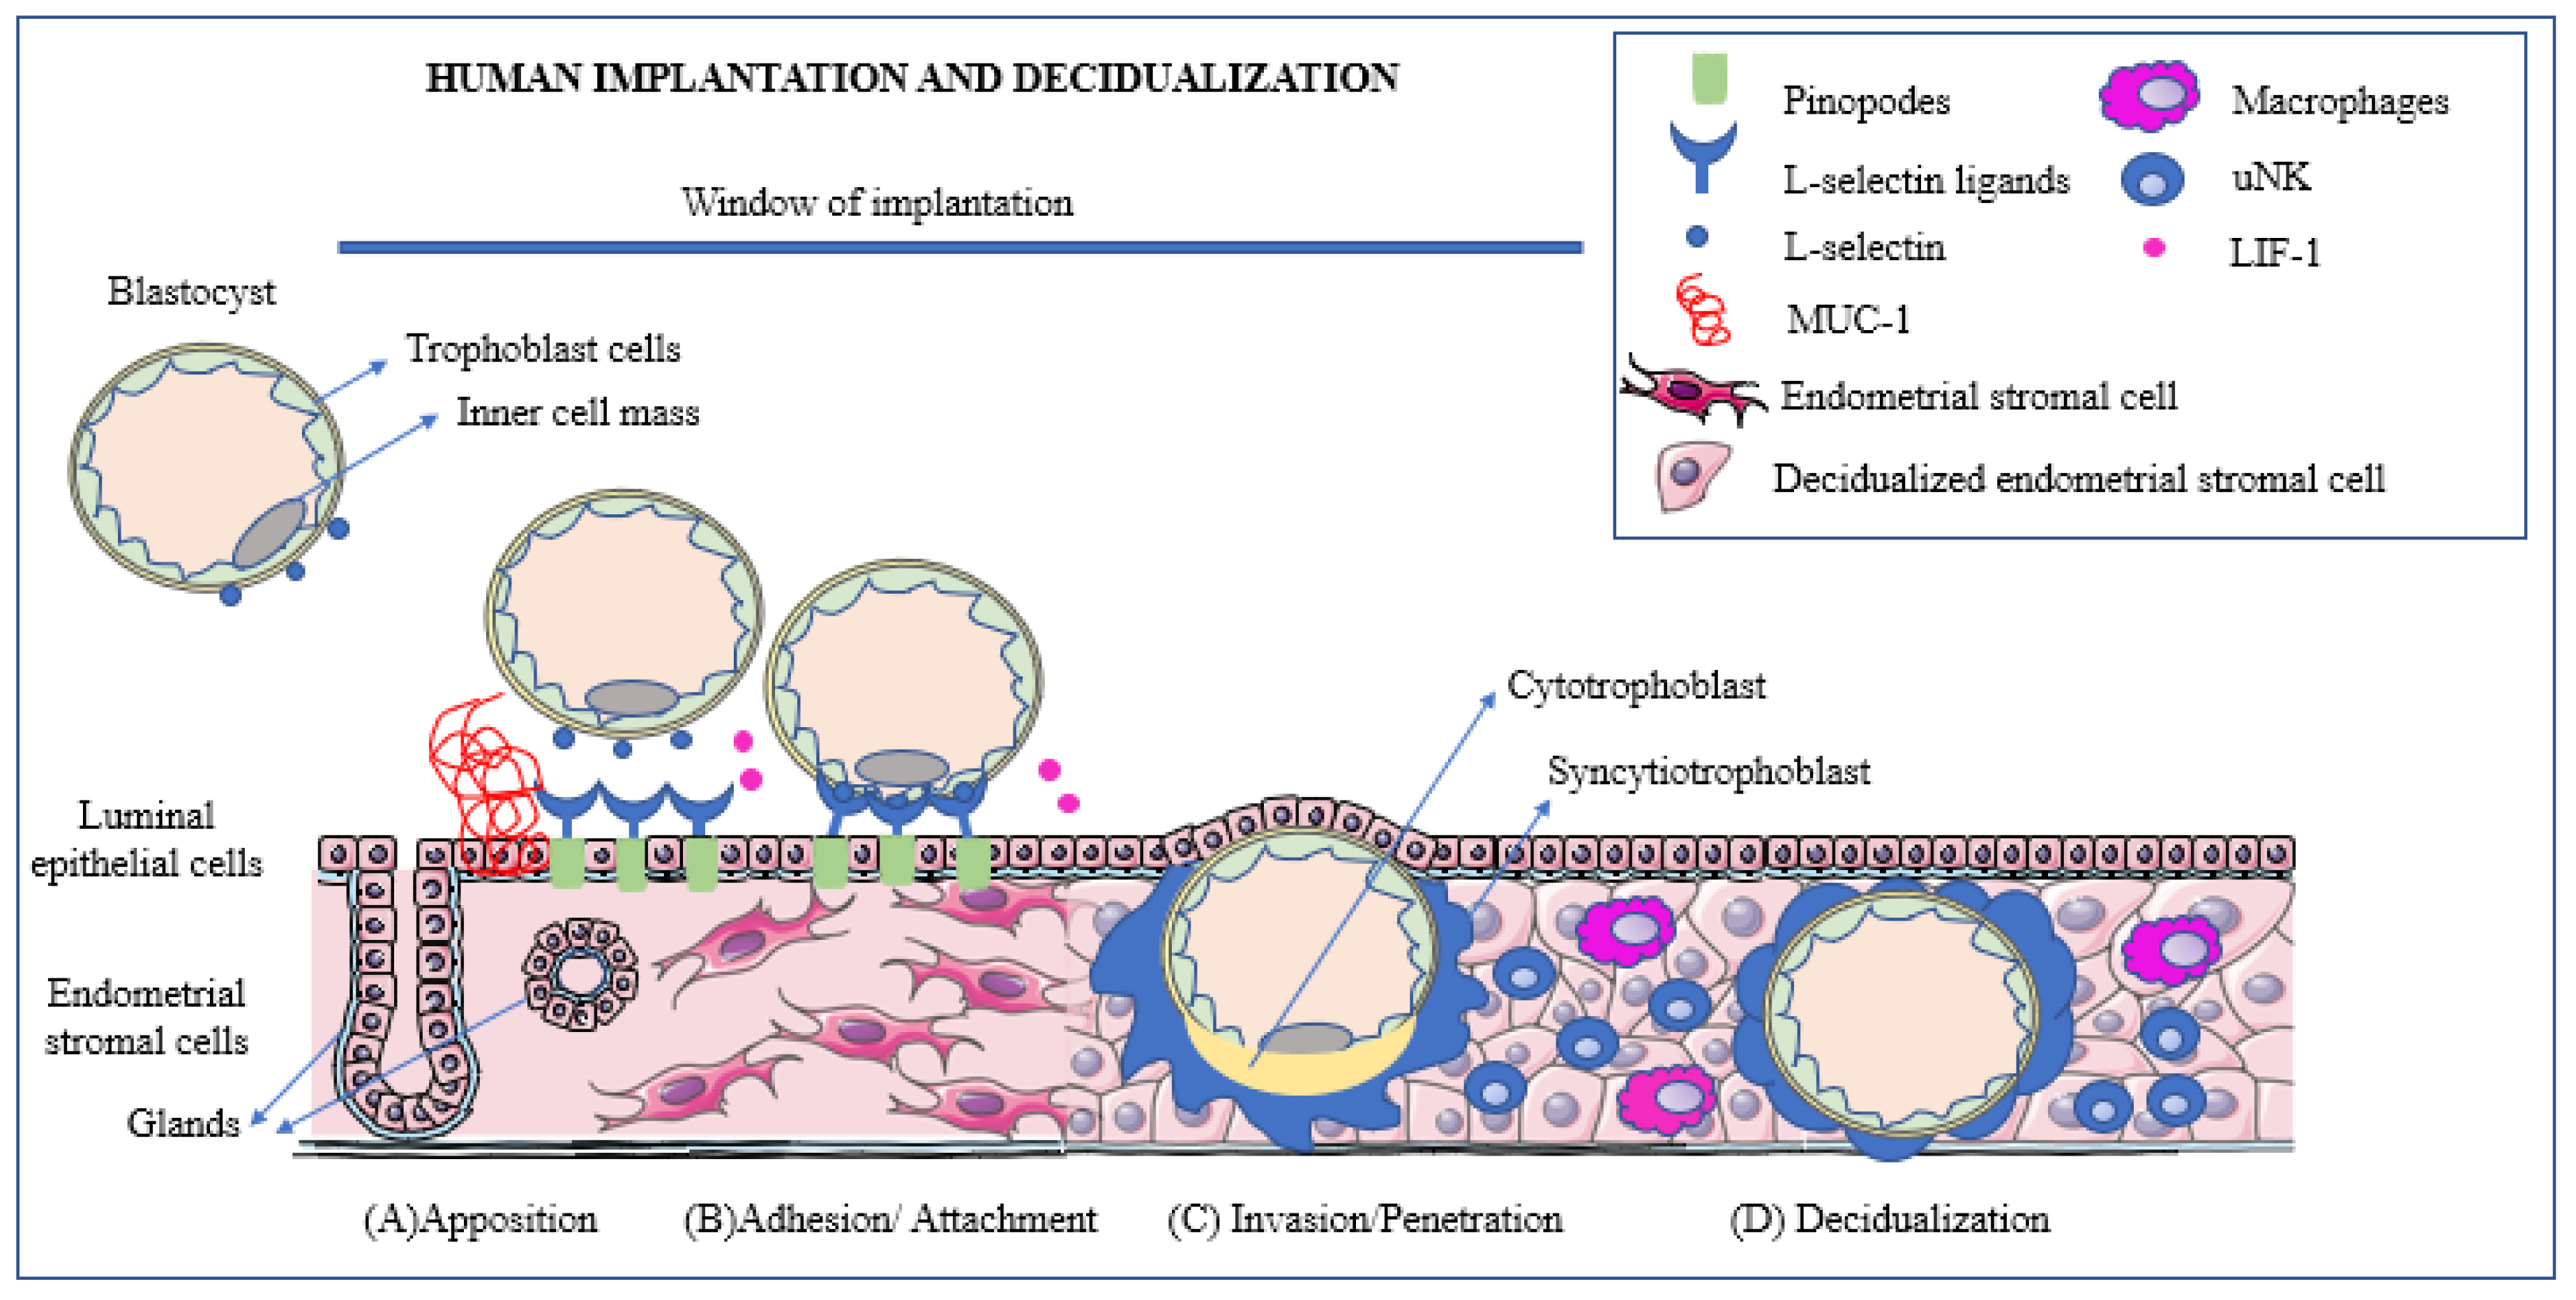 HUMAN IMPLANTATION AND DECIDUALIZATION
Window of implantation
Pinopodes
L-selectin ligands
L-selectin
MUC-1
Endometrial stromal cell
Decidualized endometrial stromal cell
Macrophages
uNK
LIF-1
Blastocyst
Trophoblast cells
Inner cell mass
Cytotrophoblast
Syncytiotrophoblast
Luminal
epithelial cells
Endometrial
stromal cells
Glands
(A)Apposition
(B)Adhesion/ Attachment
(C) Invasion/Penetration
(D) Decidualization